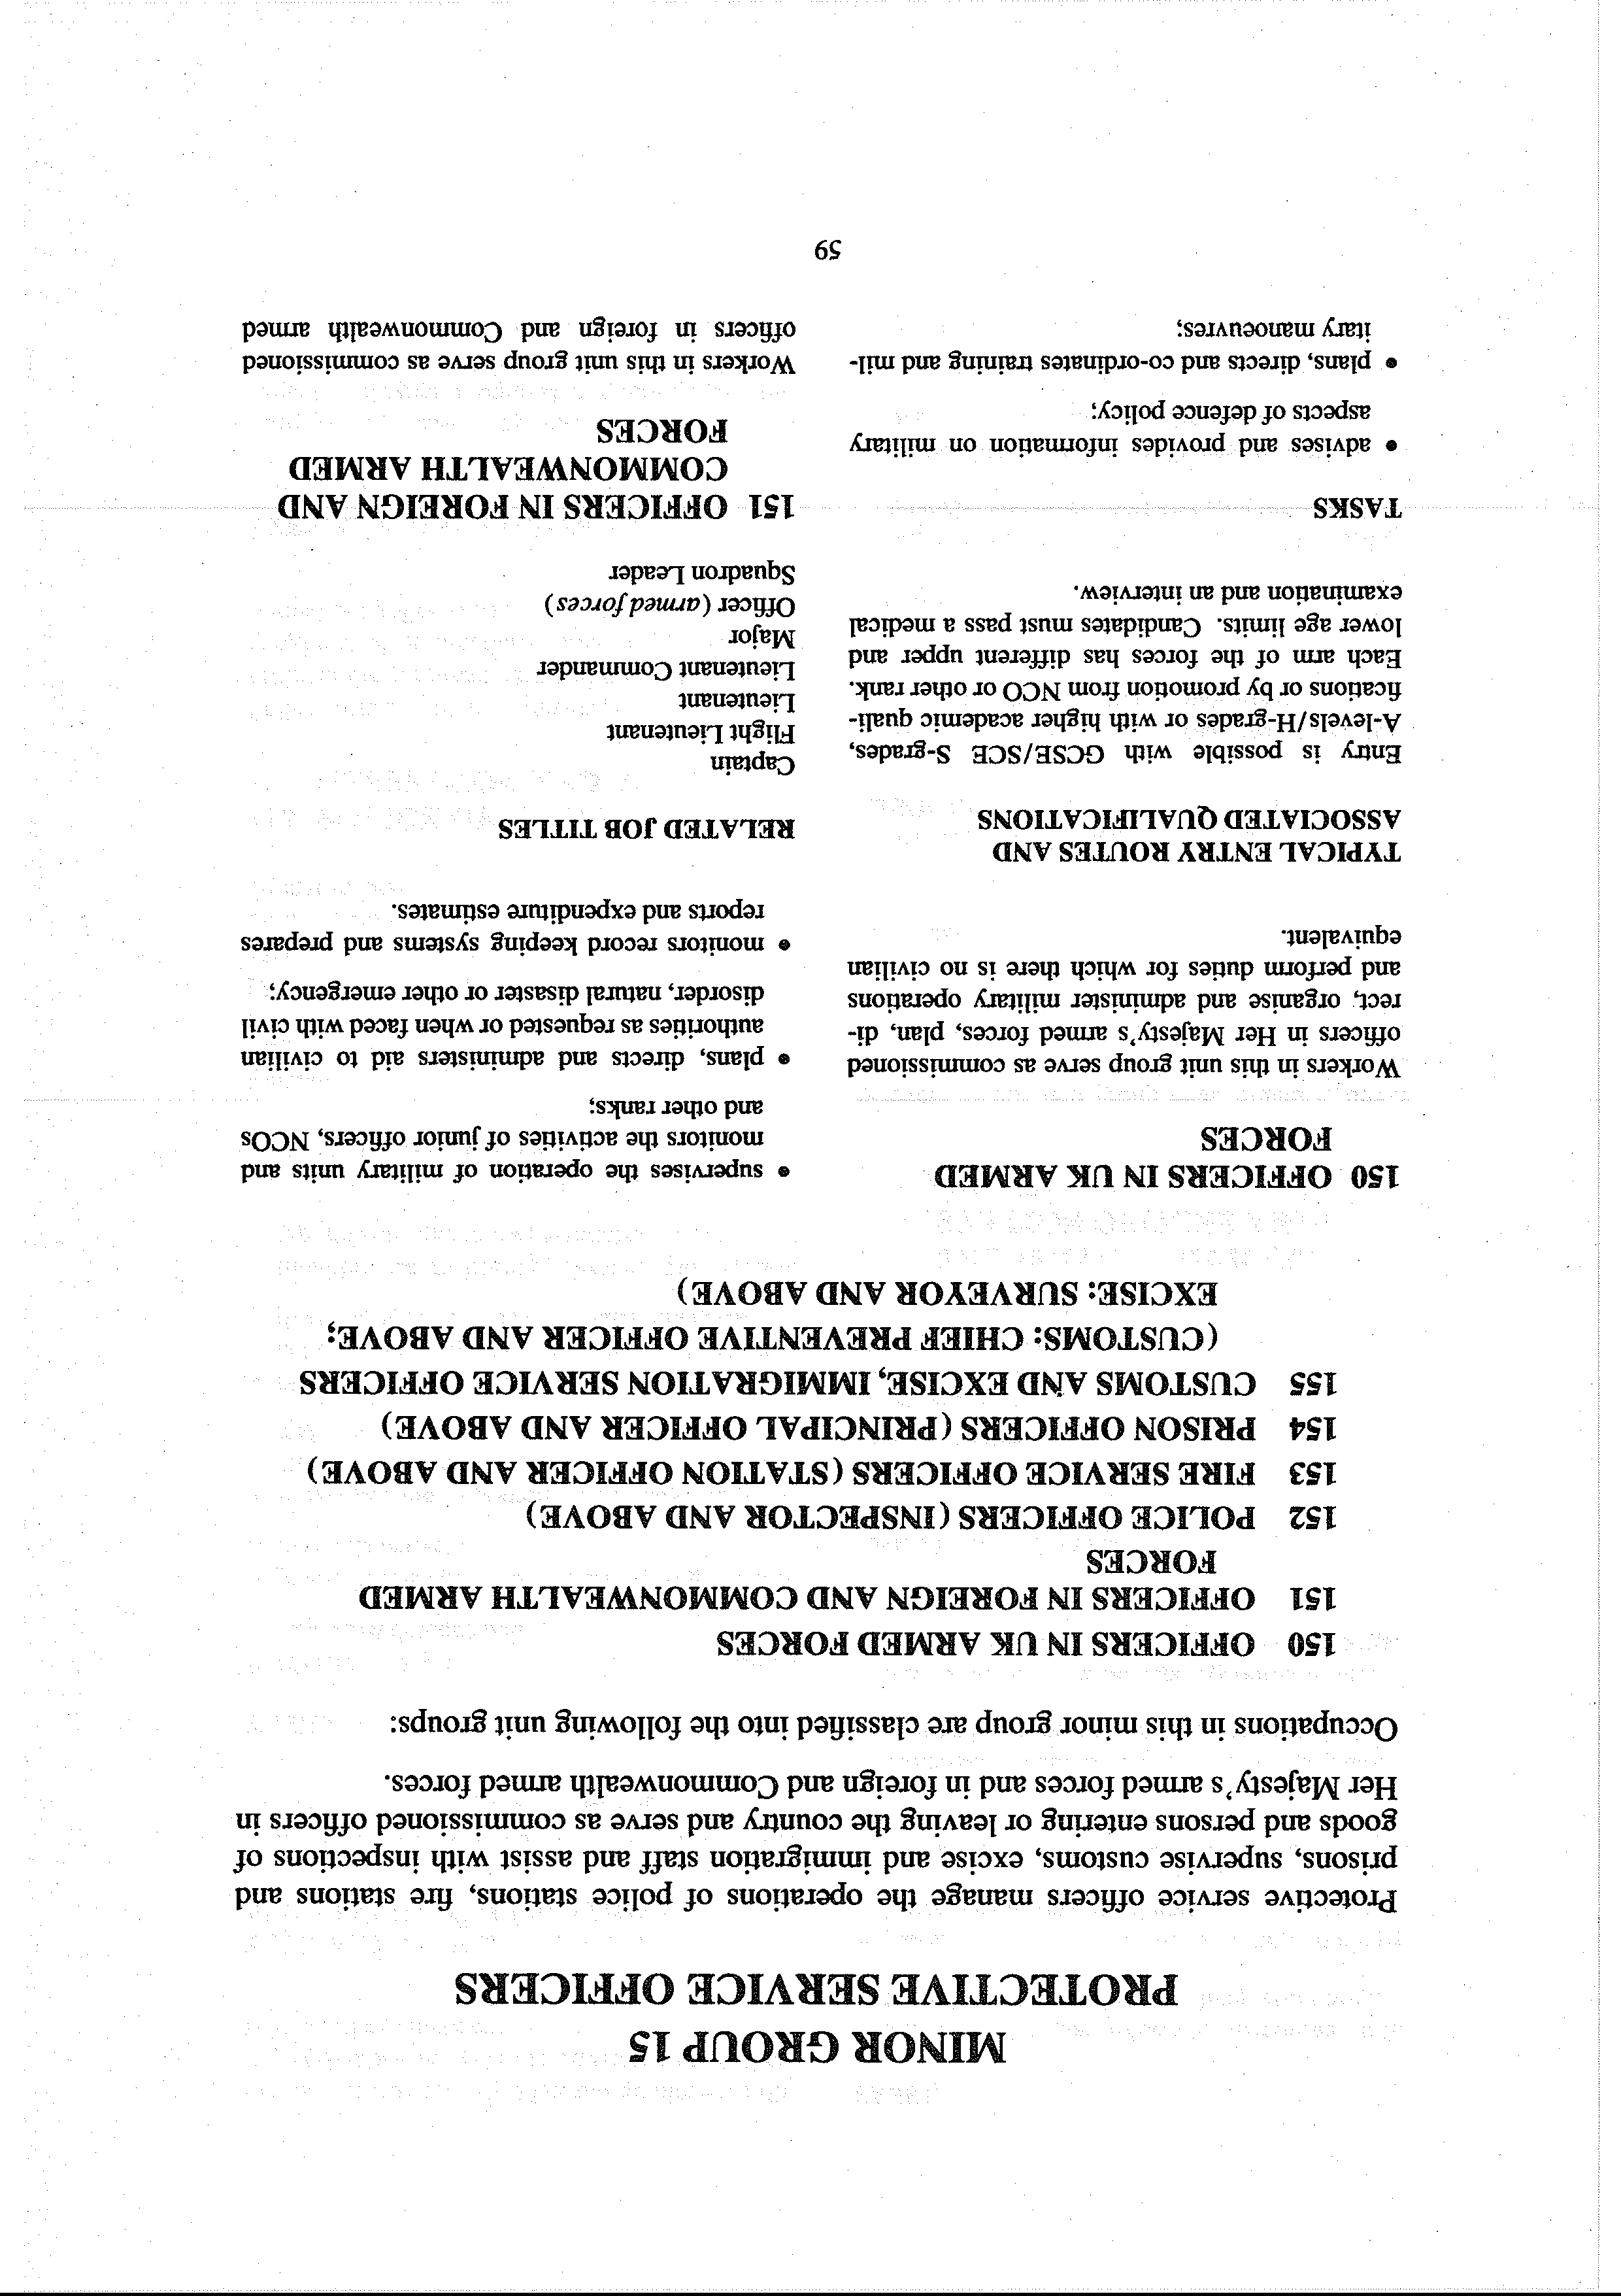 MINOR GROUP 15
PROTECTIVE SERVICE OFFICERS
Protective service officers manage the operations of police stations, fire stations and
prisons, supervise customs, excise and immigration staff and assist with inspections of
goods and persons entering or leaving the country and serve as commissioned officers in
Her Majesty's armed forces and in foreign and Commonwealth armed forces.
Occupations in this minor group are classified into the following unit groups:
150 OFFICERS IN UK ARMED FORCES
151 OFFICERS IN FOREIGN AND COMMONWEALTH ARMED
FORCES
152 POLICE OFFICERS (INSPECTOR AND ABOVE)
153 FIRE SERVICE OFFICERS (STATION OFFICER AND ABOVE)
154 PRISON OFFICERS (PRINCIPAL OFFICER AND ABOVE)
155 CUSTOMS AND EXCISE, IMMIGRATION SERVICE OFFICERS
(CUSTOMS: CHIEF PREVENTIVE OFFICER AND ABOVE;
EXCISE: SURVEYOR AND ABOVE)
150 OFFICERS IN UK ARMED
FORCES
Workers in this unit group serve as commissioned
officers in Her Majesty's armed forces, plan, di-
rect, organise and administer military operations
and perform duties for which there is no civilian
equivalent.
TYPICAL ENTRY ROUTES AND
ASSOCIATED QUALIFICATIONS
Entry is possible with GCSE/SCE S-grades,
A-levels/H-grades or with higher academic quali-
fications or by promotion from NCO or other rank.
Each arm of the forces has different upper and
lower age limits. Candidates must pass a medical
examination and an interview.
TASKS
• advises and provides information on military
aspects of defence policy;
• plans, directs and co-ordinates training and mil-
itary manoeuvres;
• supervises the operation of military units and
monitors the activities of junior officers, NCOs
and other ranks;
• plans, directs and administers aid to civilian
authorities as requested or when faced with civil
disorder, natural disaster or other emergency;
• monitors record keeping systems and prepares
reports and expenditure estimates.
RELATED JOB TITLES
Captain
Flight Lieutenant
Lieutenant
Lieutenant Commander
Major
Officer (armed forces)
Squadron Leader
151 OFFICERS IN FOREIGN AND
COMMONWEALTH ARMED
FORCES
Workers in this unit group serve as commissioned
officers in foreign and Commonwealth armed
59